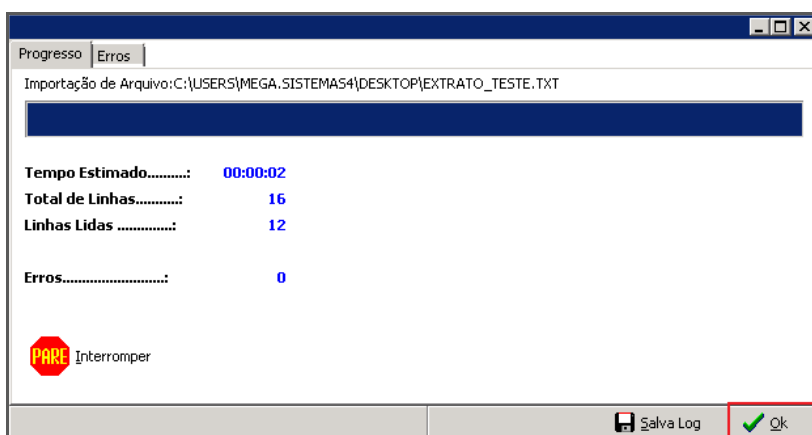 Progresso Erros
Importação de Arquivo:C:\USERS\MEGA.SISTEMAS4\DESKTOP\EXTRATO_TESTE.TXT
Tempo Estimado..........: 00:00:02
Total de Linhas...........: 16
Linhas Lidas ..............: 12
Erros..........................: 0
PARE Interromper
Salva Log Ok